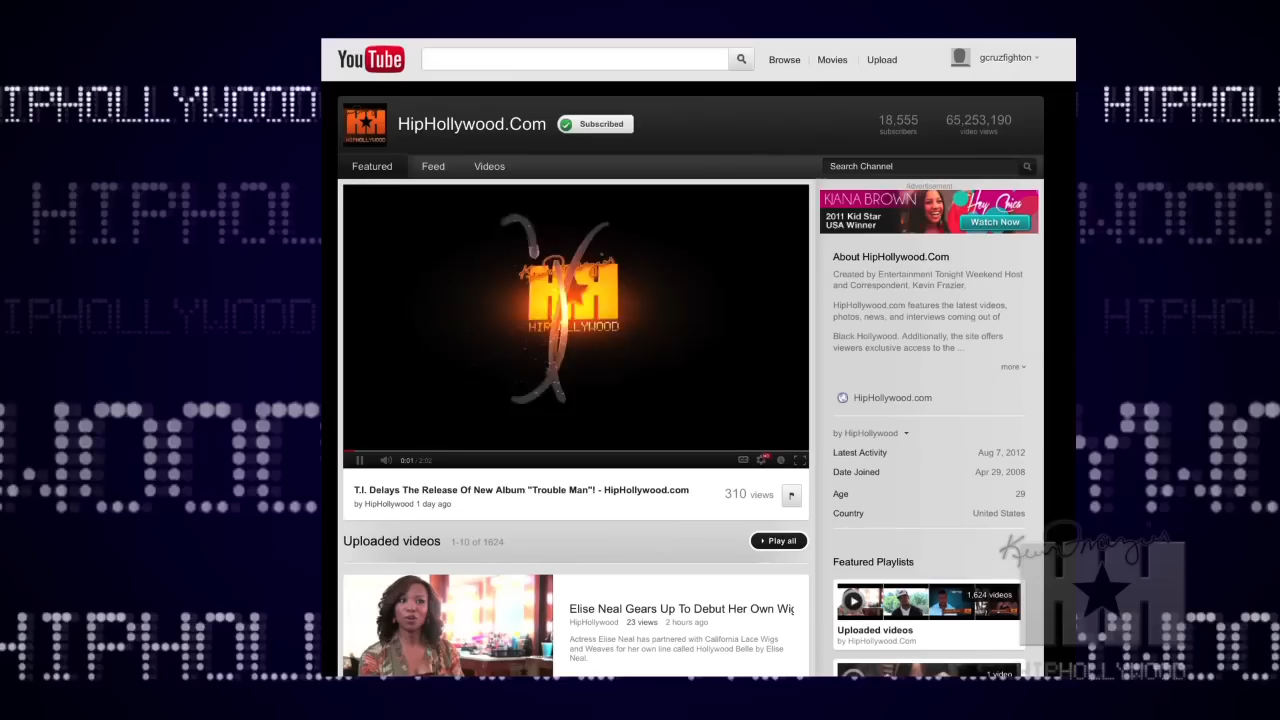 YouTube
Browse
Movies
Upload
gcruzfighton
HIPHOLLYWOOD
HIPHOLLYWOOD
HipHollywood.Com
Subscribed
18,555
subscribers
65,253,190
video views
Featured
Feed
Videos
Search Channel
Advertisement
KIANA BROWN
2011 Kid Star
USA Winner
Hey Chica
Watch Now
HIPHOLLYWOOD
About HipHollywood.Com
Created by Entertainment Tonight Weekend Host
and Correspondent, Kevin Frazier,
HipHollywood.com features the latest videos,
photos, news, and interviews coming out of
Black Hollywood. Additionally, the site offers
viewers exclusive access to the ...
more
HipHollywood.com
by HipHollywood
Latest Activity
Aug 7, 2012
Date Joined
Apr 29, 2008
Age
29
Country
United States
0:01 / 2:02
T.I. Delays The Release Of New Album "Trouble Man"! - HipHollywood.com
by HipHollywood 1 day ago
310 views
Uploaded videos
1-10 of 1624
Play all
Elise Neal Gears Up To Debut Her Own Wig
HipHollywood 23 views 2 hours ago
Actress Elise Neal has partnered with California Lace Wigs
and Weaves for her own line called Hollywood Belle by Elise
Neal.
Featured Playlists
1,624 videos
Uploaded videos
by HipHollywood.Com
1 video
Kevin Frazier's
HIPHOLLYWOOD